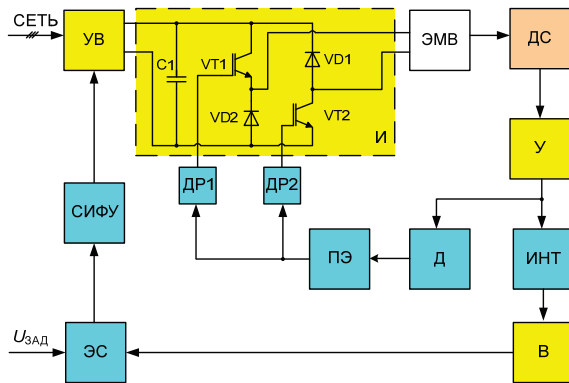 СЕТЬ
УВ
C1
VT1
VD1
VD2
VT2
И
ЭМВ
ДС
У
СИФУ
ДР1
ДР2
ПЭ
Д
ИНТ
UЗАД
ЭС
В